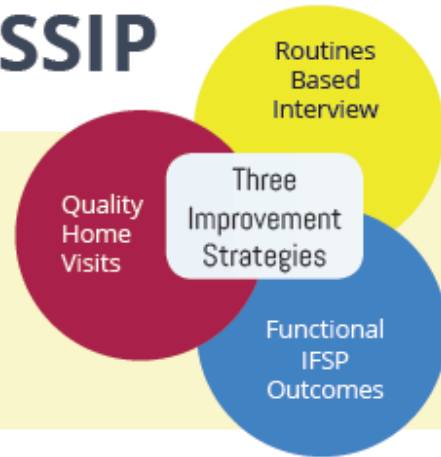 SSIP
Routines
Based
Interview
Three
Improvement
Strategies
Quality
Home
Visits
Functional
IFSP
Outcomes